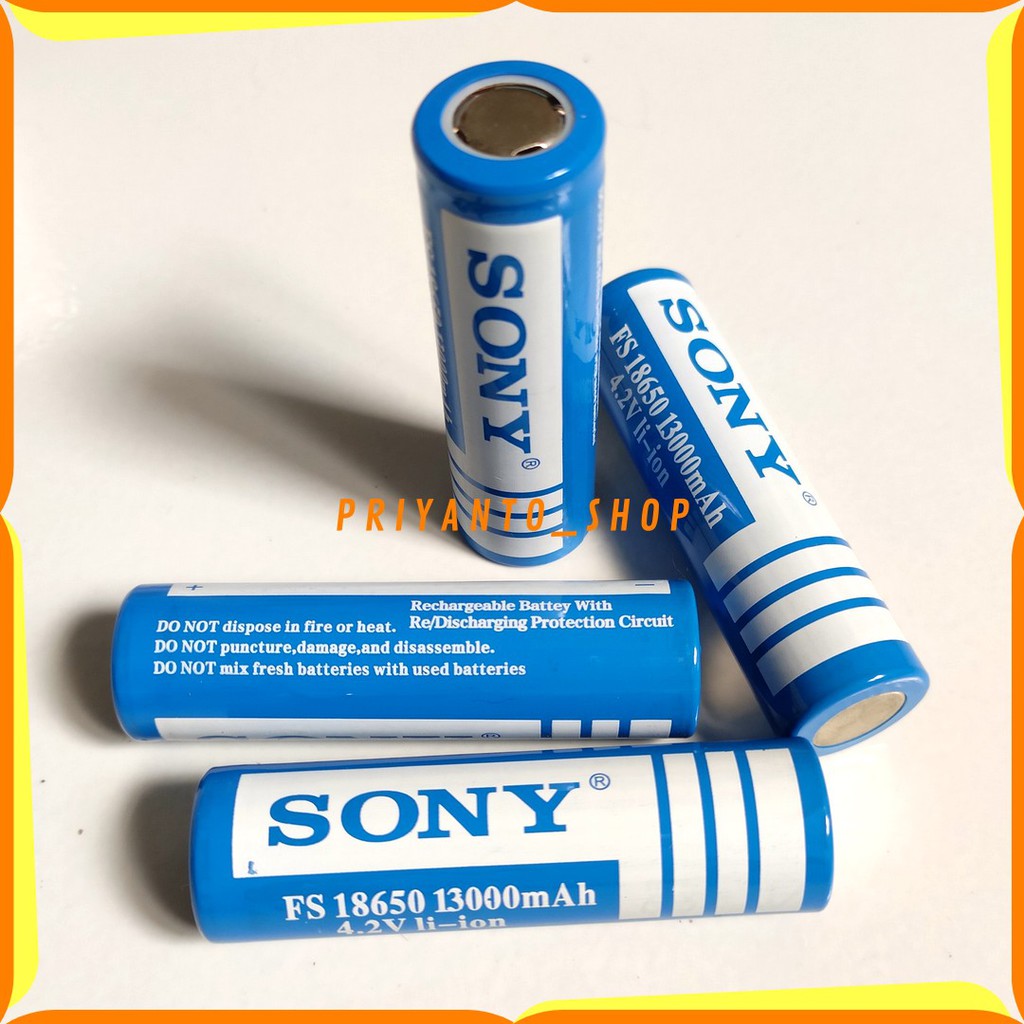 SONY®
SONY®
FS 18650 13000mAh
4.2V li-ion
PRIYANTO_SHOP
+ −
Rechargeable Battey With
Re/Discharging Protection Circuit
DO NOT dispose in fire or heat.
DO NOT puncture,damage,and disassemble.
DO NOT mix fresh batteries with used batteries
SONY®
FS 18650 13000mAh
4.2V li-ion